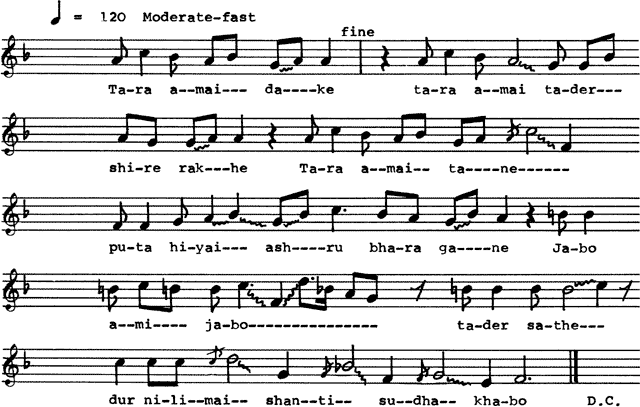 ♩ = 120 Moderate-fast
fine
Ta-ra a--mai--- da----ke ta-ra a--mai ta-der---
shi-re rak---he Ta-ra a-mai-- ta----ne------
pu-ta hi-yai--- ash----ru bha-ra ga----ne Ja-bo
a--mi---- ja-bo---------------- ta-der sa-the---
dur ni-li--mai-- shan--ti-- su--dha-- kha-bo D.C.